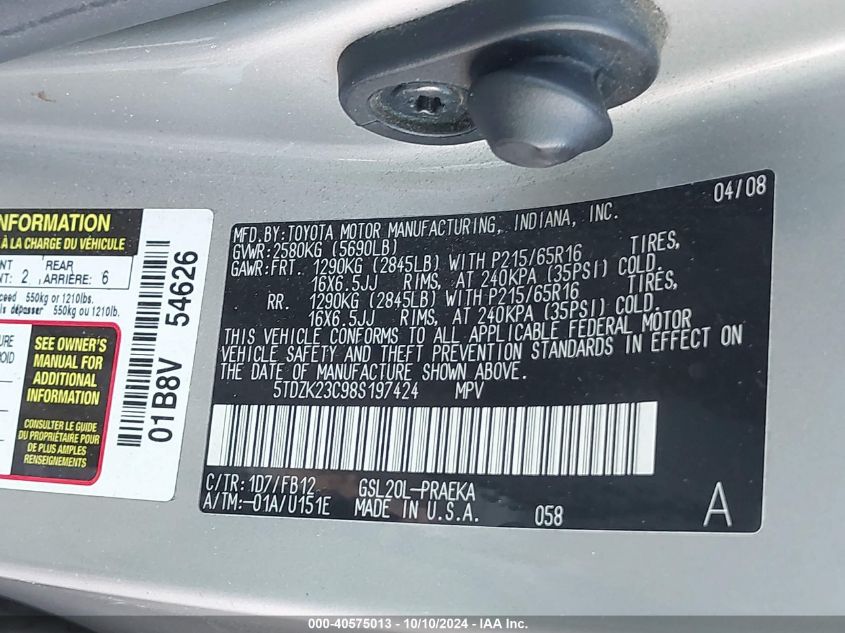 04/08
MFD.BY:TOYOTA MOTOR MANUFACTURING, INDIANA, INC.
GVWR:2580KG (5690LB)
GAWR:FRT. 1290KG (2845LB) WITH P215/65R16 TIRES,
16X6.5JJ RIMS, AT 240KPA (35PSI) COLD.
RR. 1290KG (2845LB) WITH P215/65R16 TIRES,
16X6.5JJ RIMS, AT 240KPA (35PSI) COLD.
THIS VEHICLE CONFORMS TO ALL APPLICABLE FEDERAL MOTOR
VEHICLE SAFETY AND THEFT PREVENTION STANDARDS IN EFFECT ON
THE DATE OF MANUFACTURE SHOWN ABOVE.
5TDZK23C98S197424 MPV
C/TR:1D7/FB12 GSL20L-PRAEKA
A/TM:-01A/U151E MADE IN U.S.A. 058 A
INFORMATION
À LA CHARGE DU VÉHICULE
2 REAR
ARRIÈRE: 6
550kg or 1210lbs.
dépasser 550kg ou 1210lb.
SEE OWNER'S
MANUAL FOR
ADDITIONAL
INFORMATION
CONSULTER LE GUIDE
DU PROPRIÉTAIRE POUR
DE PLUS AMPLES
RENSEIGNEMENTS
01B8V 54626
000-40575013 - 10/10/2024 - IAA Inc.